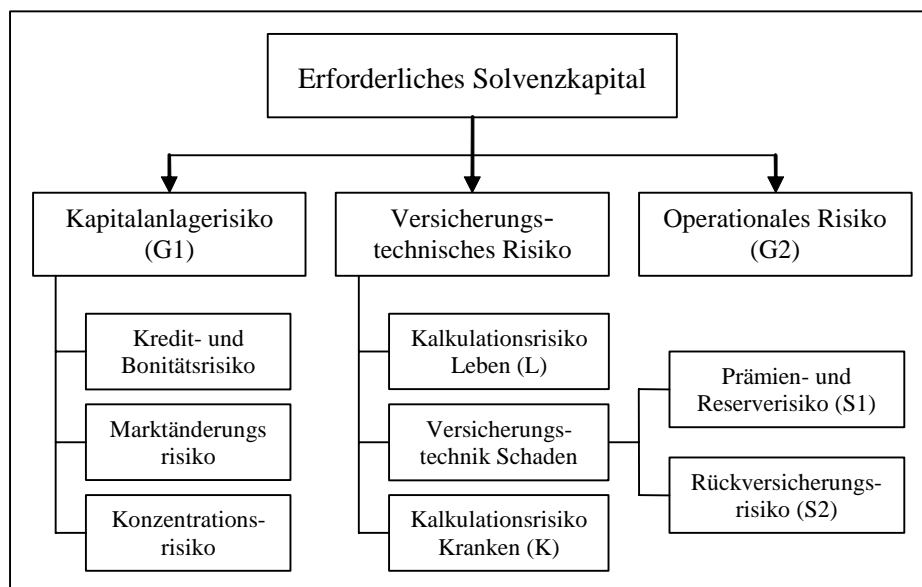 Erforderliches Solvenzkapital
Kapitalanlagerisiko
(G1)
Versicherungs-
technisches Risiko
Operationales Risiko
(G2)
Kredit- und
Bonitätsrisiko
Marktänderungs
risiko
Konzentrations-
risiko
Kalkulationsrisiko
Leben (L)
Versicherungs-
technik Schaden
Kalkulationsrisiko
Kranken (K)
Prämien- und
Reserverisiko (S1)
Rückversicherungs-
risiko (S2)